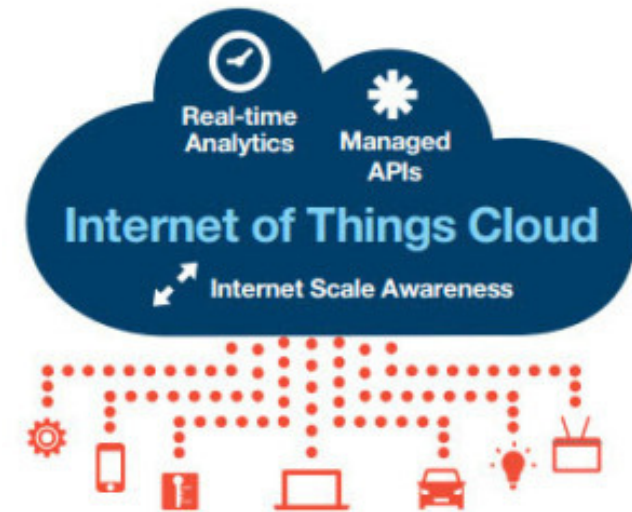 Real-time
Analytics
Managed
APIs
Internet of Things Cloud
Internet Scale Awareness